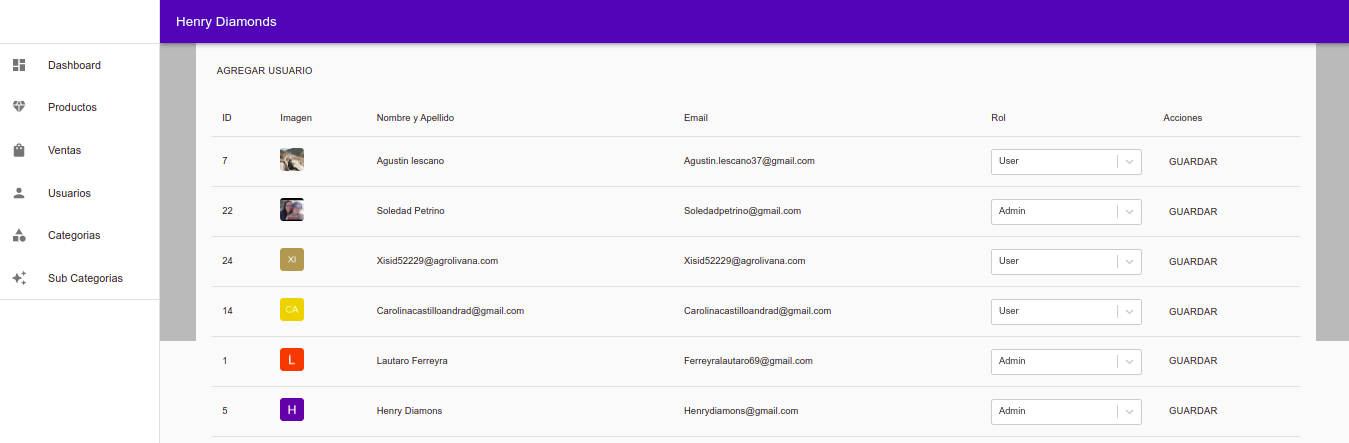 Henry Diamonds
Dashboard
Productos
Ventas
Usuarios
Categorias
Sub Categorias
AGREGAR USUARIO
ID Imagen Nombre y Apellido Email Rol Acciones
7 Agustin lescano Agustin.lescano37@gmail.com User GUARDAR
22 Soledad Petrino Soledadpetrino@gmail.com Admin GUARDAR
24 XI Xisid52229@agrolivana.com Xisid52229@agrolivana.com User GUARDAR
14 CA Carolinacastilloandrad@gmail.com Carolinacastilloandrad@gmail.com User GUARDAR
1 L Lautaro Ferreyra Ferreyralautaro69@gmail.com Admin GUARDAR
5 H Henry Diamons Henrydiamons@gmail.com Admin GUARDAR